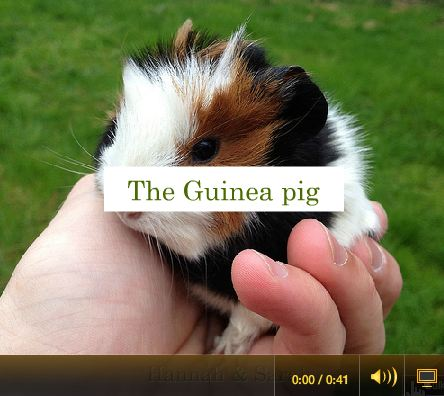 The Guinea pig
Hannah &
0:00 / 0:41